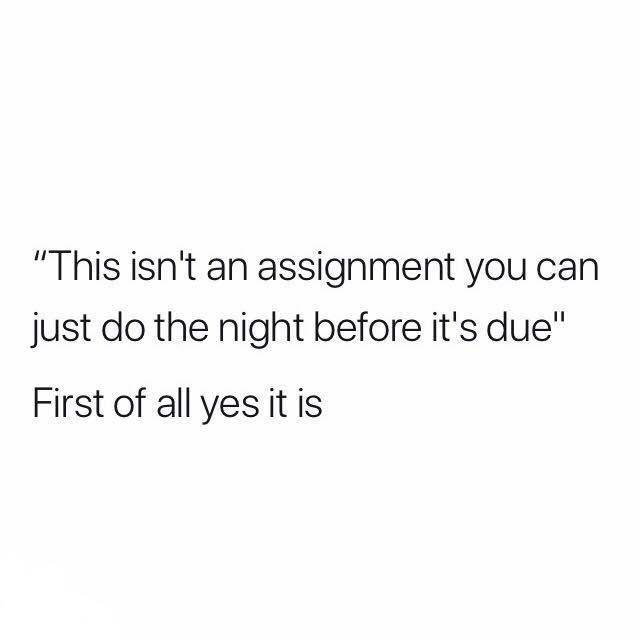 "This isn't an assignment you can
just do the night before it's due"
First of all yes it is